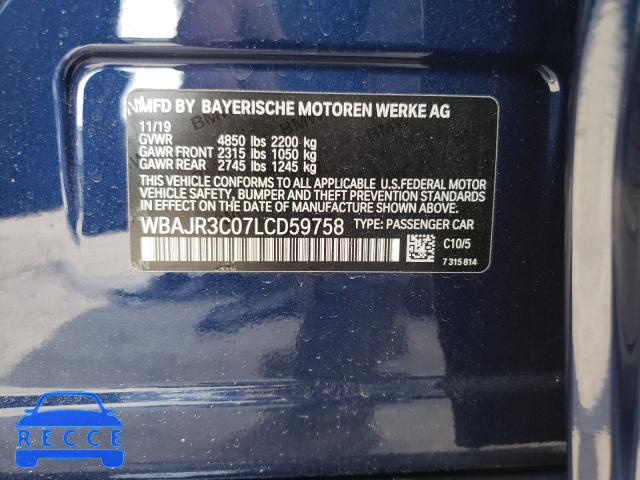 MFD BY BAYERISCHE MOTOREN WERKE AG
11/19
GVWR 4850 lbs 2200 kg
GAWR FRONT 2315 lbs 1050 kg
GAWR REAR 2745 lbs 1245 kg
THIS VEHICLE CONFORMS TO ALL APPLICABLE U.S.FEDERAL MOTOR
VEHICLE SAFETY, BUMPER AND THEFT PREVENTION STANDARDS
IN EFFECT ON THE DATE OF MANUFACTURE SHOWN ABOVE.
WBAJR3C07LCD59758 TYPE: PASSENGER CAR
C10/5
7 315 814
RECCE